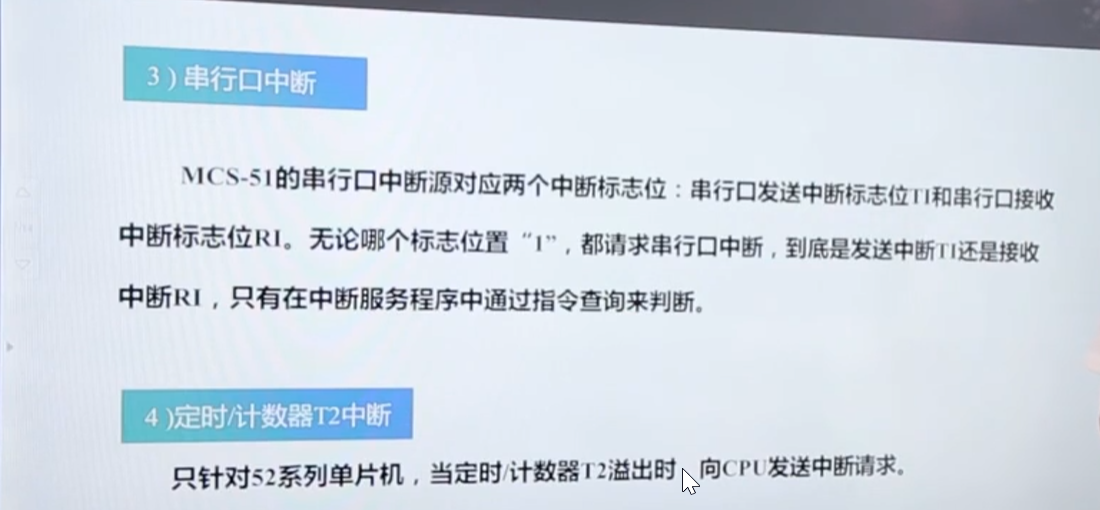 3 ) 串行口中断
MCS-51的串行口中断源对应两个中断标志位：串行口发送中断标志位TI和串行口接收
中断标志位RI。无论哪个标志位置“1”，都请求串行口中断，到底是发送中断TI还是接收
中断RI，只有在中断服务程序中通过指令查询来判断。
4 )定时/计数器T2中断
只针对52系列单片机，当定时/计数器T2溢出时，向CPU发送中断请求。